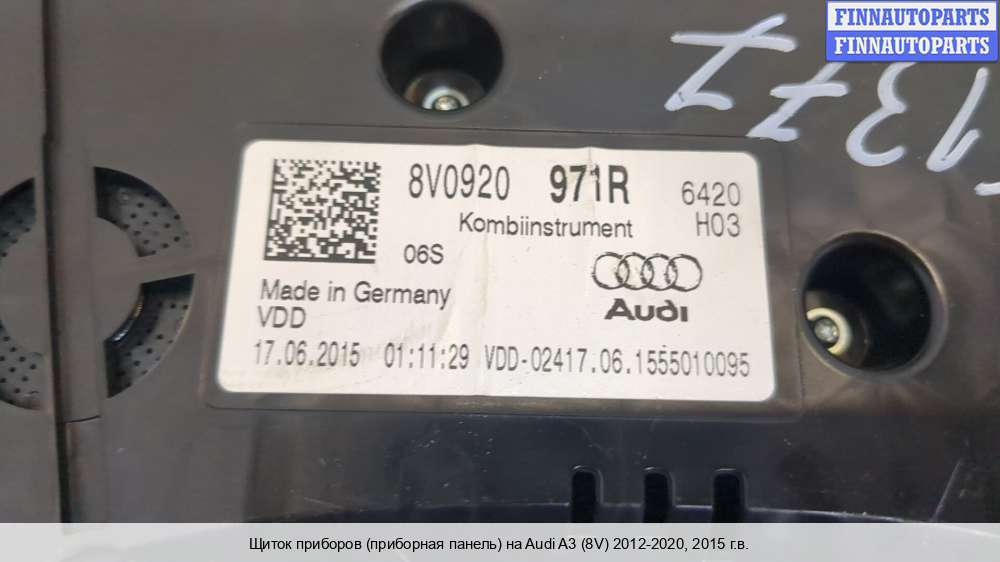 FINNAUTOPARTS
FINNAUTOPARTS
1377
8V0920 971R 6420
Kombiinstrument H03
06S
Made in Germany
Audi
VDD
17.06.2015 01:11:29 VDD-02417.06.1555010095
Щиток приборов (приборная панель) на Audi A3 (8V) 2012-2020, 2015 г.в.